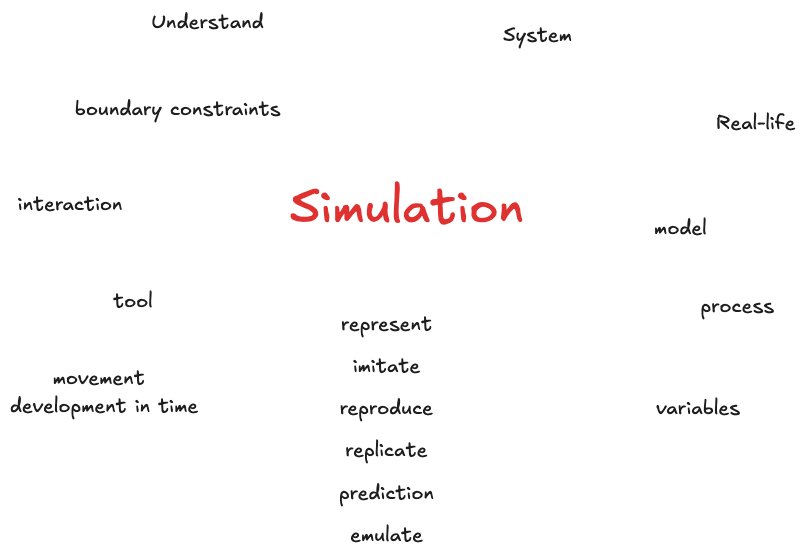 Understand
System
boundary constraints
Real-life
interaction
Simulation
model
tool
process
represent
imitate
movement
development in time
reproduce
variables
replicate
prediction
emulate